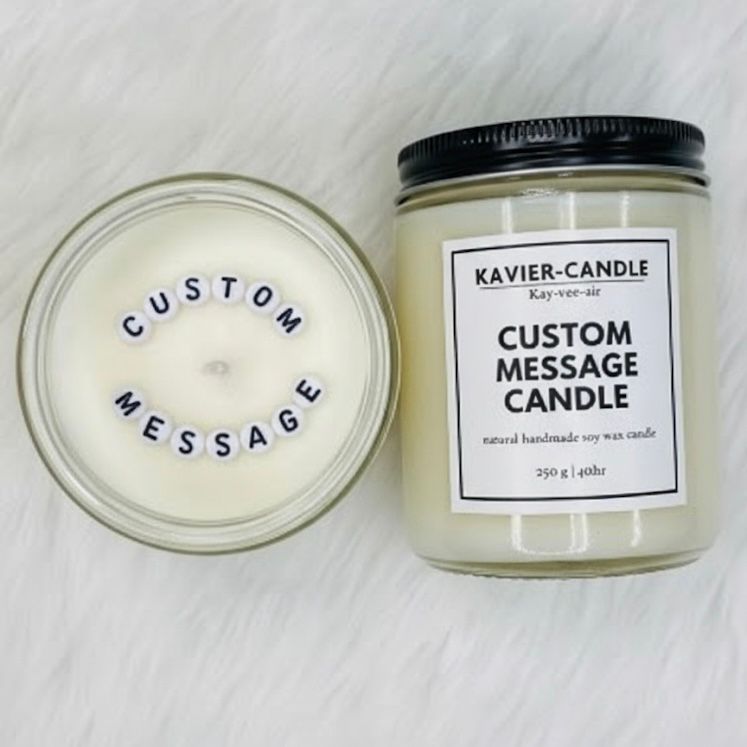 CUSTOM
MESSAGE
KAVIER-CANDLE
Kay-vee-air
CUSTOM
MESSAGE
CANDLE
natural handmade soy wax candle
250 g | 40hr